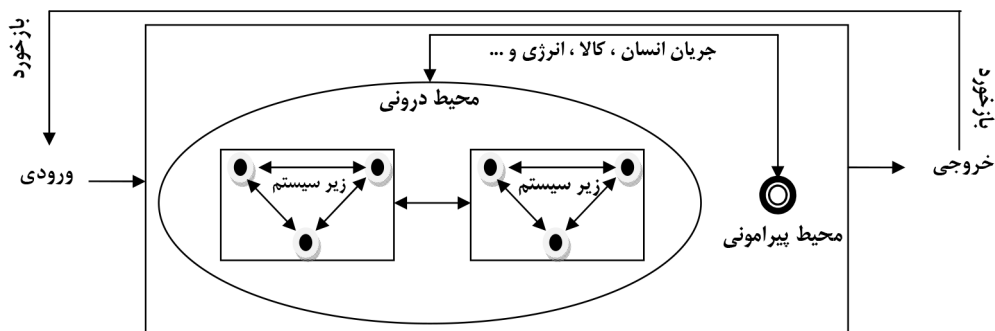 بازخورد
بازخورد
جریان انسان ، کالا ، انرژی و ...
محیط درونی
خروجی
ورودی
زیر سیستم
زیر سیستم
محیط پیرامونی